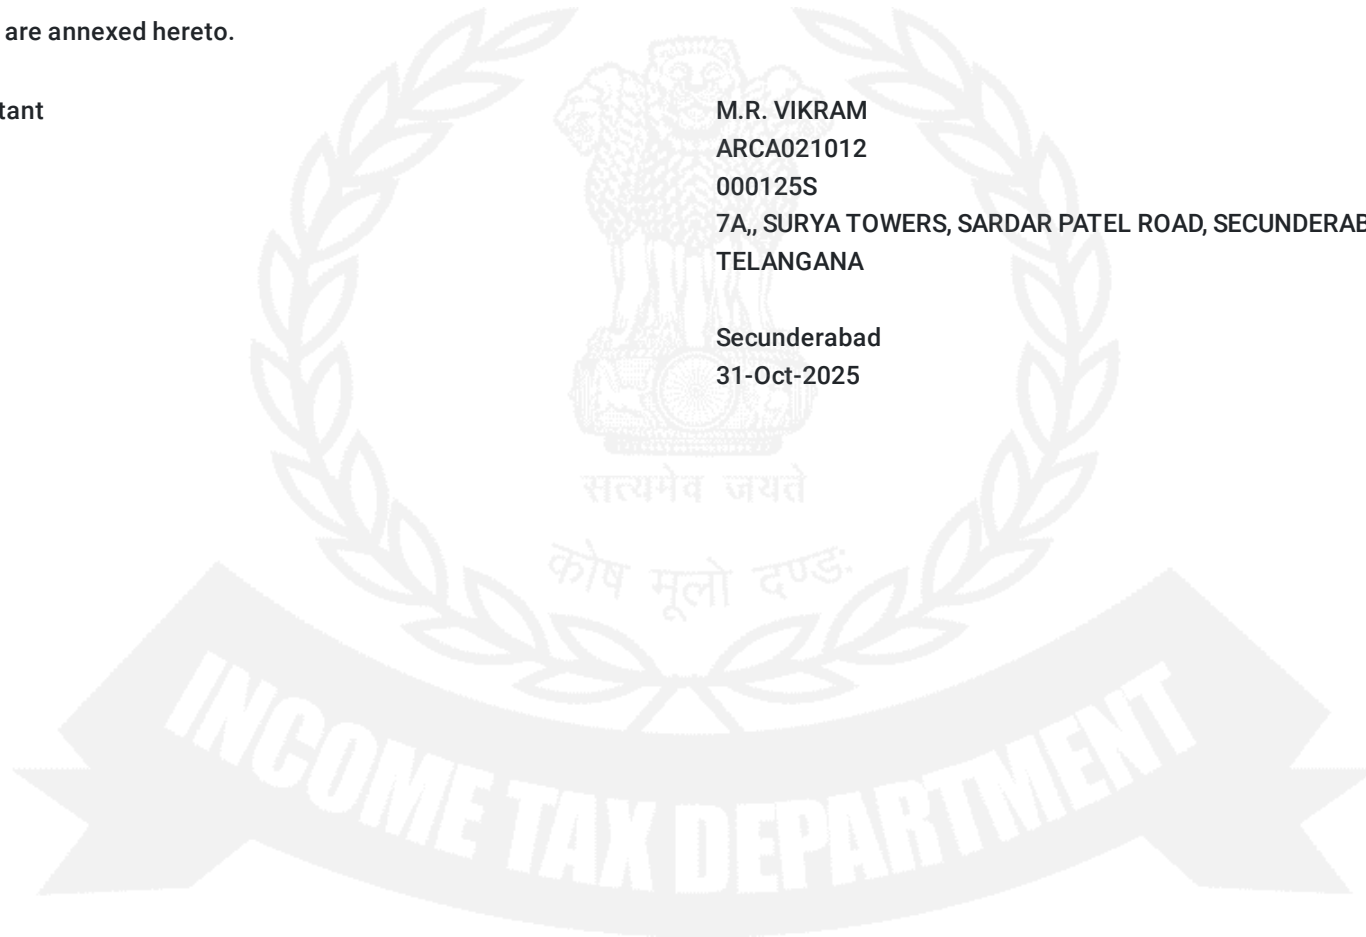 are annexed hereto.
tant
M.R. VIKRAM
ARCA021012
000125S
7A,, SURYA TOWERS, SARDAR PATEL ROAD, SECUNDERAB
TELANGANA
Secunderabad
31-Oct-2025
सत्यमेव जयते
कोष मूलो दण्डः
INCOME TAX DEPARTMENT